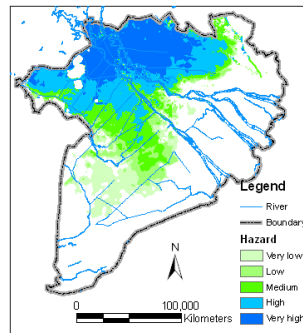 Legend
River
Boundary
Hazard
Very low
Low
Medium
High
Very high
N
0 100,000
Kilometers